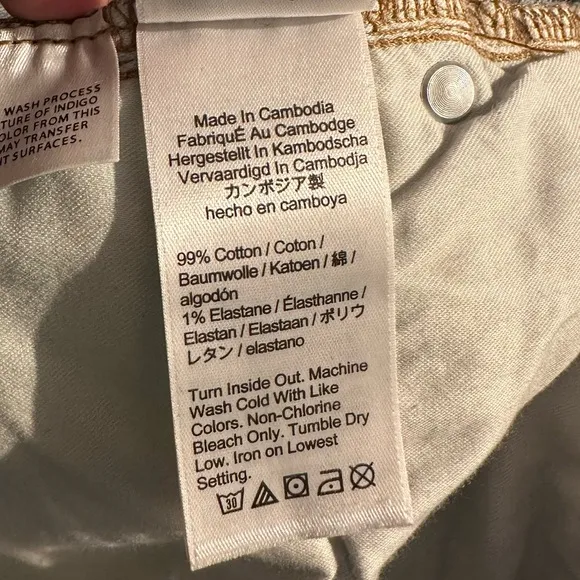 WASH PROCESS
TURE OF INDIGO
COLOR FROM THIS
MAY TRANSFER
T SURFACES.
Made In Cambodia
FabriquÉ Au Cambodge
Hergestellt In Kambodscha
Vervaardigd In Cambodja
カンボジア製
hecho en camboya
99% Cotton / Coton /
Baumwolle / Katoen / 綿 /
algodón
1% Elastane / Élasthanne /
Elastan / Elastaan / ポリウ
レタン / elastano
Turn Inside Out. Machine
Wash Cold With Like
Colors. Non-Chlorine
Bleach Only. Tumble Dry
Low. Iron on Lowest
Setting.
30